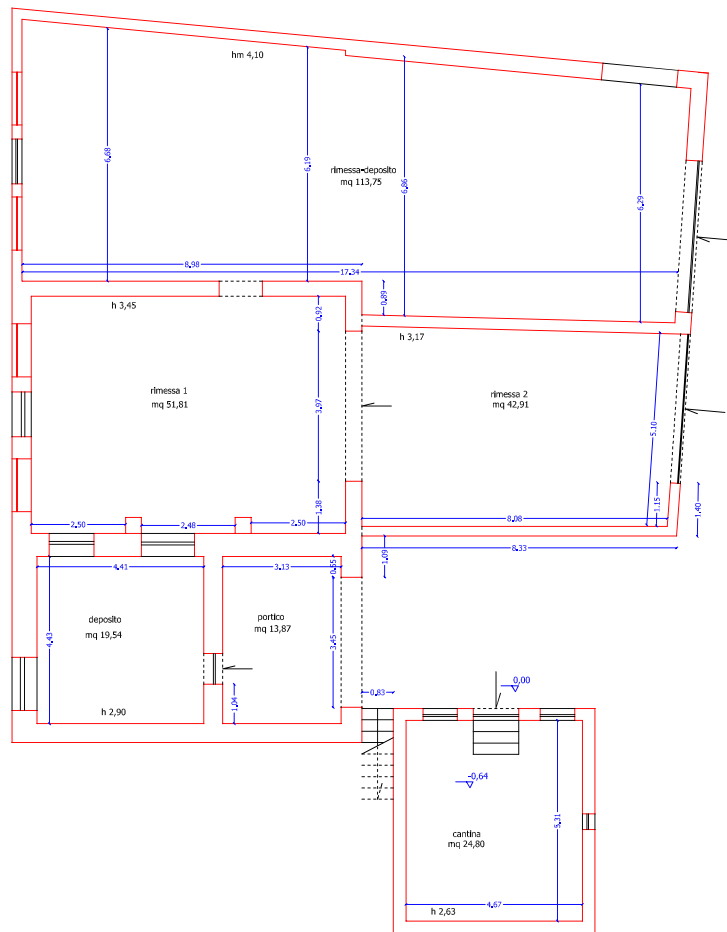 hm 4,10
6.68
6.19
6.86
6.29
rimessa-deposito
mq 113,75
8.98
17.34
0.89
h 3,45
0.92
h 3,17
rimessa 1
mq 51,81
3.97
rimessa 2
mq 42,91
5.10
1.38
1.15
1.40
2.50
2.48
2.50
8.08
8.33
1.09
4.41
3.13
0.55
deposito
mq 19,54
portico
mq 13,87
4.43
3.45
1.04
h 2,90
0.83
0,00
-0,64
cantina
mq 24,80
5.31
4.67
h 2,63